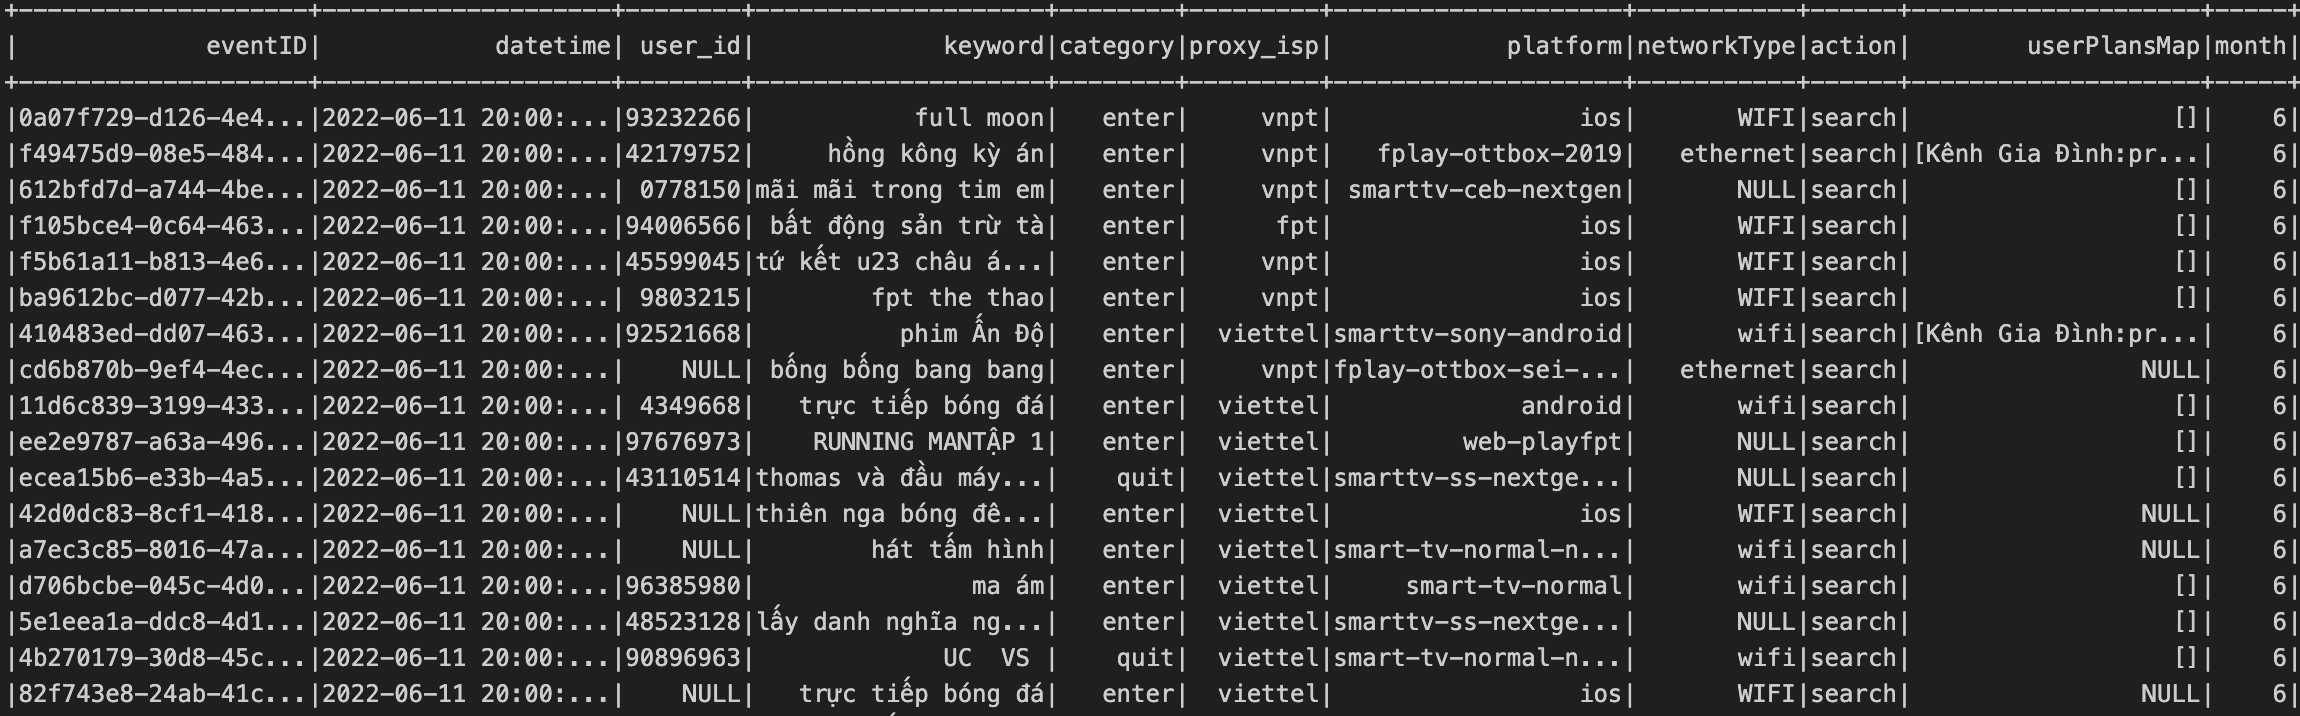 +--------------------+--------------------+--------+--------------------+--------+---------+--------------------+-----------+------+--------------------+-----+
|             eventID|            datetime| user_id|             keyword|category|proxy_isp|            platform|networkType|action|        userPlansMap|month|
+--------------------+--------------------+--------+--------------------+--------+---------+--------------------+-----------+------+--------------------+-----+
|0a07f729-d126-4e4...|2022-06-11 20:00:...|93232266|           full moon|   enter|     vnpt|                 ios|       WIFI|search|                  []|    6|
|f49475d9-08e5-484...|2022-06-11 20:00:...|42179752|     hồng kông kỳ án|   enter|     vnpt|   fplay-ottbox-2019|   ethernet|search|[Kênh Gia Đình:pr...|    6|
|612bfd7d-a744-4be...|2022-06-11 20:00:...| 0778150|mãi mãi trong tim em|   enter|     vnpt| smarttv-ceb-nextgen|       NULL|search|                  []|    6|
|f105bce4-0c64-463...|2022-06-11 20:00:...|94006566| bất động sản trừ tà|   enter|      fpt|                 ios|       WIFI|search|                  []|    6|
|f5b61a11-b813-4e6...|2022-06-11 20:00:...|45599045|tứ kết u23 châu á...|   enter|     vnpt|                 ios|       WIFI|search|                  []|    6|
|ba9612bc-d077-42b...|2022-06-11 20:00:...| 9803215|        fpt the thao|   enter|     vnpt|                 ios|       WIFI|search|                  []|    6|
|410483ed-dd07-463...|2022-06-11 20:00:...|92521668|          phim Ấn Độ|   enter|  viettel|smarttv-sony-android|       wifi|search|[Kênh Gia Đình:pr...|    6|
|cd6b870b-9ef4-4ec...|2022-06-11 20:00:...|    NULL| bống bống bang bang|   enter|     vnpt|fplay-ottbox-sei-...|   ethernet|search|                NULL|    6|
|11d6c839-3199-433...|2022-06-11 20:00:...| 4349668|   trực tiếp bóng đá|   enter|  viettel|             android|       wifi|search|                  []|    6|
|ee2e9787-a63a-496...|2022-06-11 20:00:...|97676973|    RUNNING MANTẬP 1|   enter|  viettel|         web-playfpt|       NULL|search|                  []|    6|
|ecea15b6-e33b-4a5...|2022-06-11 20:00:...|43110514|thomas và đầu máy...|    quit|  viettel|smarttv-ss-nextge...|       NULL|search|                  []|    6|
|42d0dc83-8cf1-418...|2022-06-11 20:00:...|    NULL|thiên nga bóng đê...|   enter|  viettel|                 ios|       WIFI|search|                NULL|    6|
|a7ec3c85-8016-47a...|2022-06-11 20:00:...|    NULL|        hát tấm hình|   enter|  viettel|smart-tv-normal-n...|       wifi|search|                NULL|    6|
|d706bcbe-045c-4d0...|2022-06-11 20:00:...|96385980|               ma ám|   enter|  viettel|     smart-tv-normal|       wifi|search|                  []|    6|
|5e1eea1a-ddc8-4d1...|2022-06-11 20:00:...|48523128|lấy danh nghĩa ng...|   enter|  viettel|smarttv-ss-nextge...|       NULL|search|                  []|    6|
|4b270179-30d8-45c...|2022-06-11 20:00:...|90896963|             UC  VS |    quit|  viettel|smart-tv-normal-n...|       wifi|search|                  []|    6|
|82f743e8-24ab-41c...|2022-06-11 20:00:...|    NULL|   trực tiếp bóng đá|   enter|  viettel|                 ios|       WIFI|search|                NULL|    6|